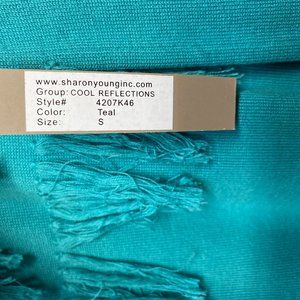 www.sharonyounginc.com
Group: COOL REFLECTIONS
Style# 4207K46
Color: Teal
Size: S